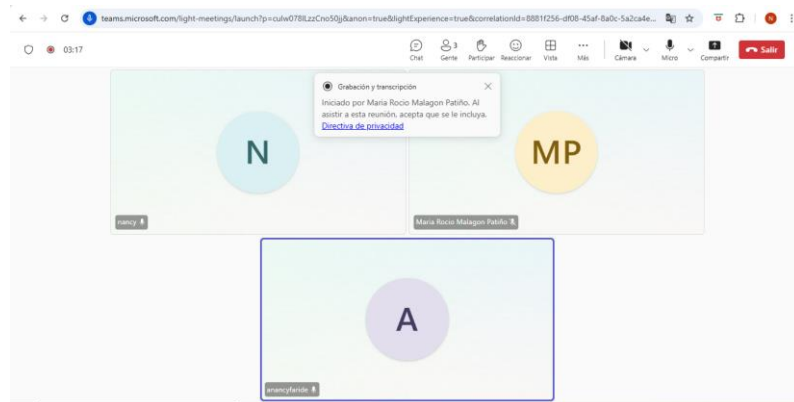 teams.microsoft.com/light-meetings/launch?p=culw078lLzzCno50jj&anon=true&lightExperience=true&correlationId=8881f256-df08-45af-8a0c-5a2ca4e...
03:17
Chat
3
Gente
Participar
Reaccionar
Vista
Más
Cámara
Micro
Compartir
Salir
Grabación y transcripción
Iniciado por Maria Rocio Malagon Patiño. Al
asistir a esta reunión, acepta que se le incluya.
Directiva de privacidad
N
MP
nancy
Maria Rocio Malagon Patiño
A
anancyfaride
N